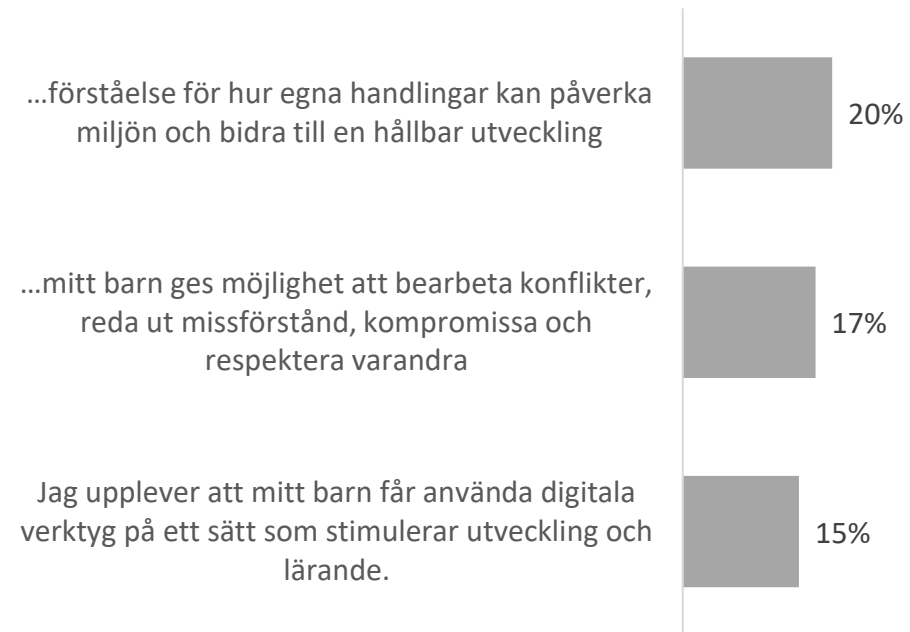 …förståelse för hur egna handlingar kan påverka
miljön och bidra till en hållbar utveckling
20%
…mitt barn ges möjlighet att bearbeta konflikter,
reda ut missförstånd, kompromissa och
respektera varandra
17%
Jag upplever att mitt barn får använda digitala
verktyg på ett sätt som stimulerar utveckling och
lärande.
15%